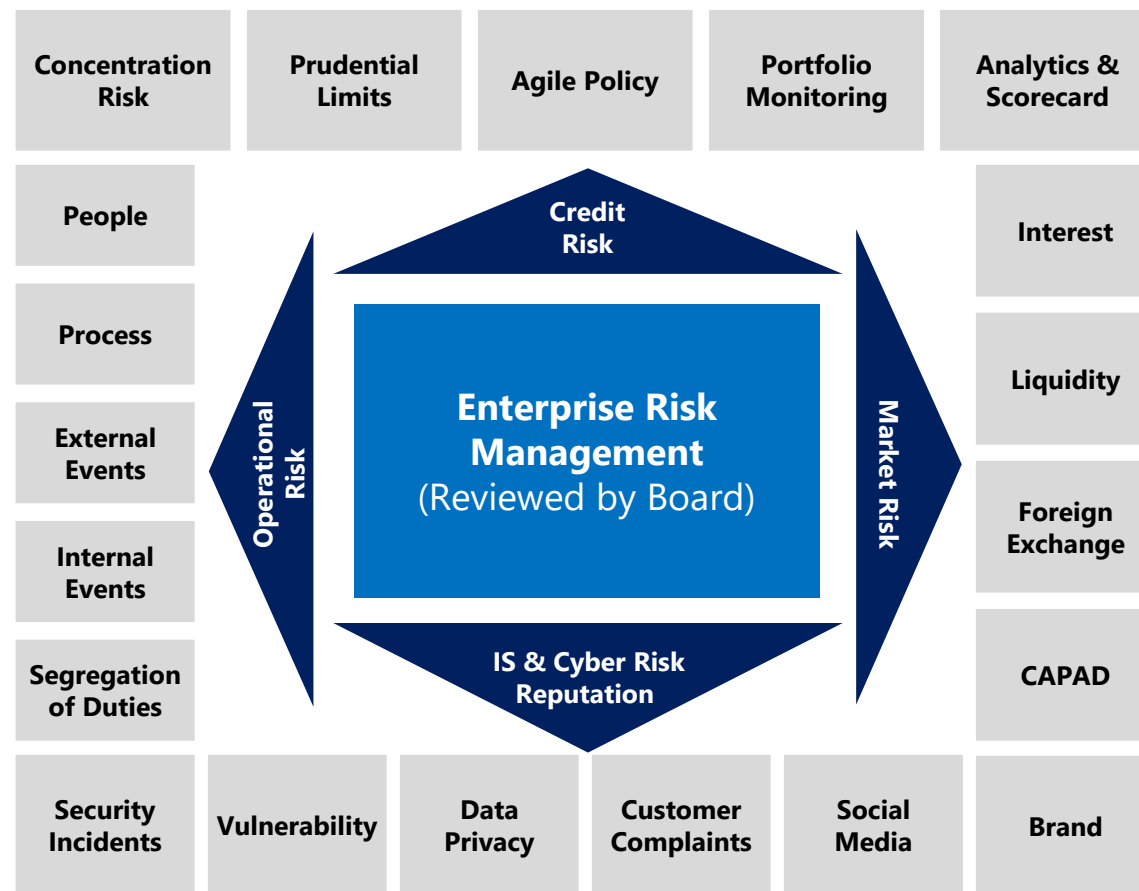 Concentration
Risk
Prudential
Limits
Agile Policy
Portfolio
Monitoring
Analytics &
Scorecard
People
Process
External
Events
Internal
Events
Segregation
of Duties
Credit
Risk
Operational
Risk
Enterprise Risk
Management
(Reviewed by Board)
Market Risk
IS & Cyber Risk
Reputation
Interest
Liquidity
Foreign
Exchange
CAPAD
Security
Incidents
Vulnerability
Data
Privacy
Customer
Complaints
Social
Media
Brand